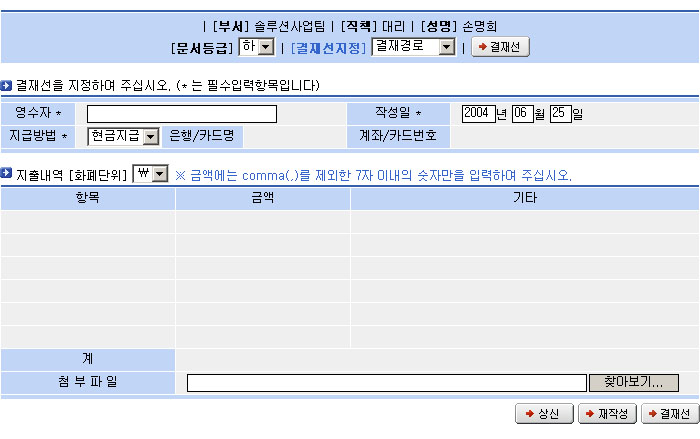 | [부서] 솔루션사업팀 | [직책] 대리 | [성명] 손명희
[문서등급] 하 | [결재선지정] 결재경로 | 결재선
결재선을 지정하여 주십시오. (* 는 필수입력항목입니다)
영수자 * 작성일 * 2004 년 06 월 25 일
지급방법 * 현금지급 은행/카드명 계좌/카드번호
지출내역 [화폐단위] ₩ ※ 금액에는 comma(,)를 제외한 7자 이내의 숫자만을 입력하여 주십시오.
항목 금액 기타
계
첨 부 파 일 찾아보기...
상신 재작성 결재선